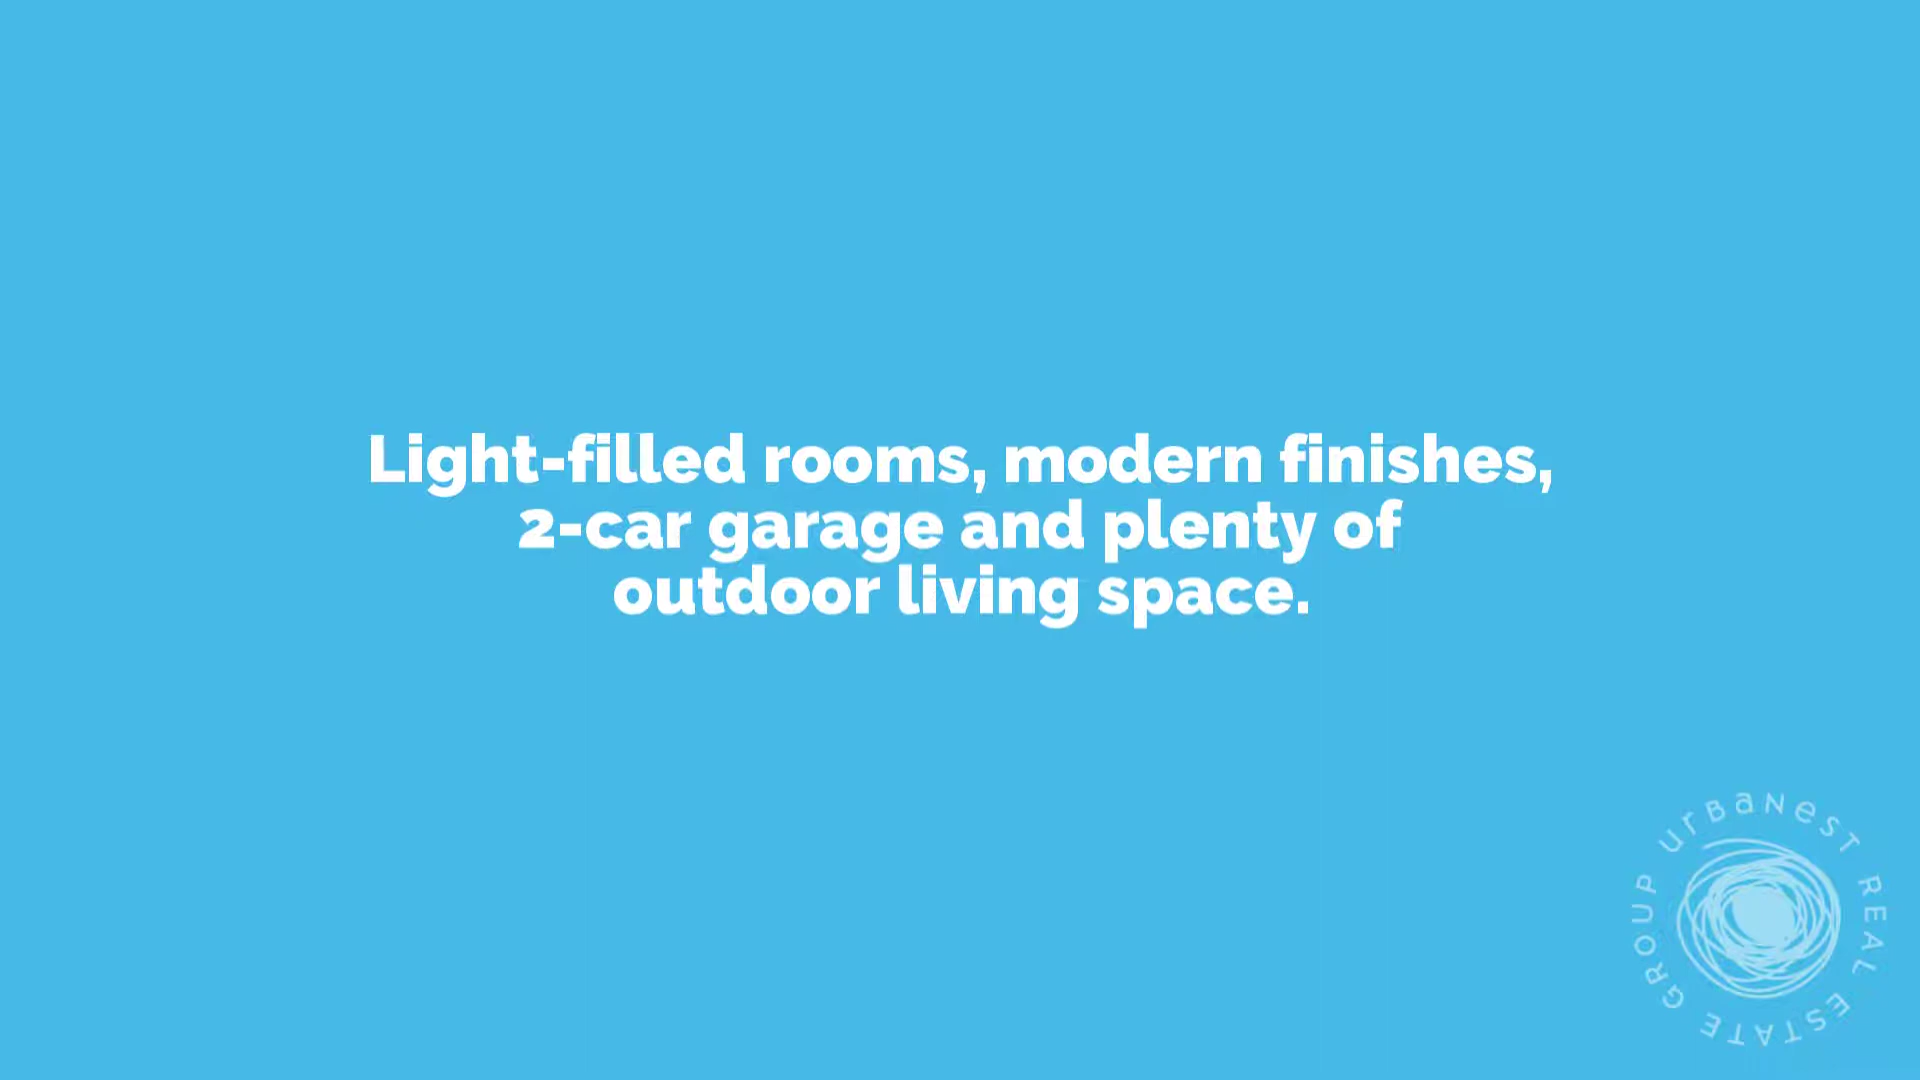 Light-filled rooms, modern finishes,
2-car garage and plenty of
outdoor living space.
urBaNesT REAL ESTATE GROUP